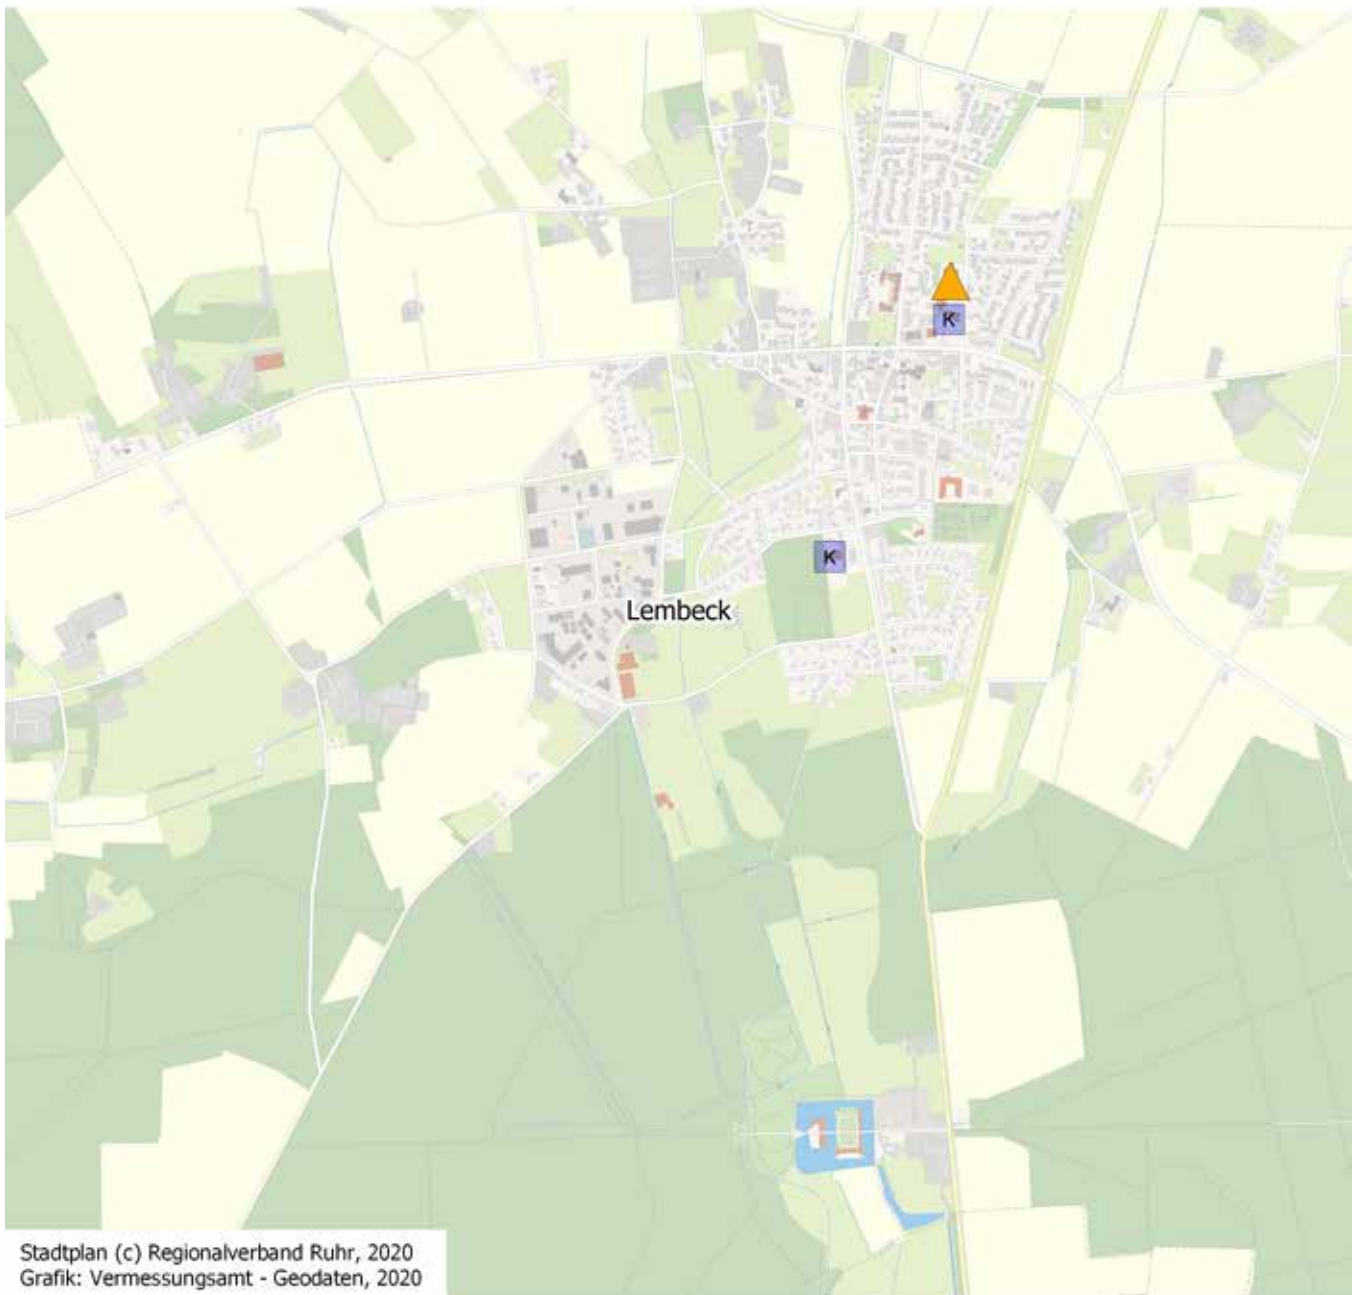 K
K
Lembeck
Stadtplan (c) Regionalverband Ruhr, 2020
Grafik: Vermessungsamt - Geodaten, 2020